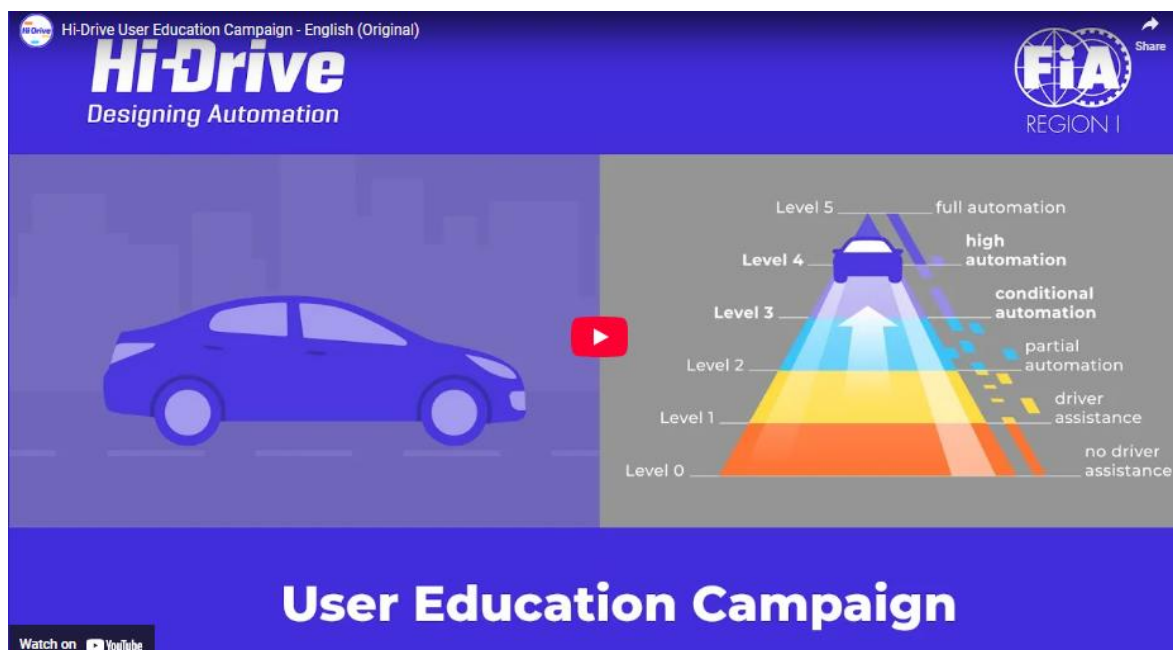 Hi-Drive User Education Campaign - English (Original)
Hi-Drive
Share
Hi-Drive
Designing Automation
FiA
REGION I
Level 5 full automation
Level 4 high
automation
Level 3 conditional
automation
Level 2 partial
automation
Level 1 driver
assistance
Level 0 no driver
assistance
User Education Campaign
Watch on YouTube